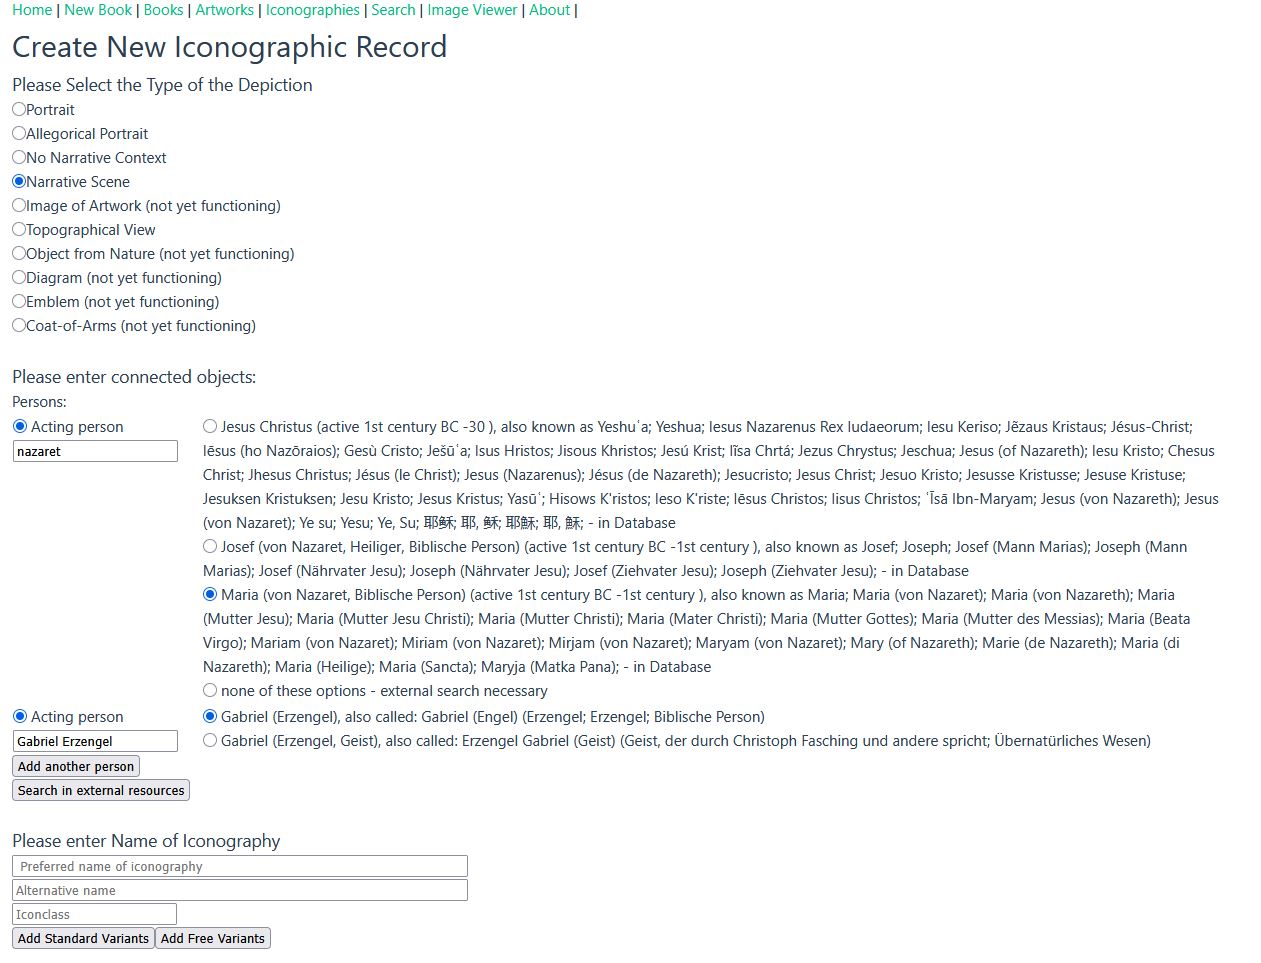 Home | New Book | Books | Artworks | Iconographies | Search | Image Viewer | About |
Create New Iconographic Record
Please Select the Type of the Depiction
Portrait
Allegorical Portrait
No Narrative Context
Narrative Scene
Image of Artwork (not yet functioning)
Topographical View
Object from Nature (not yet functioning)
Diagram (not yet functioning)
Emblem (not yet functioning)
Coat-of-Arms (not yet functioning)
Please enter connected objects:
Persons:
Acting person
nazaret
Jesus Christus (active 1st century BC -30 ), also known as Yeshuʿa; Yeshua; Iesus Nazarenus Rex Iudaeorum; Iesu Keriso; Jêzaus Kristaus; Jésus-Christ;
Iēsus (ho Nazōraios); Gesù Cristo; Ješūʿa; Isus Hristos; Jisous Khristos; Jesú Krist; Iĩsa Chrtá; Jezus Chrystus; Jeschua; Jesus (of Nazareth); Iesu Kristo; Chesus
Christ; Jhesus Christus; Jésus (le Christ); Jesus (Nazarenus); Jésus (de Nazareth); Jesucristo; Jesus Christ; Jesuo Kristo; Jesusse Kristusse; Jesuse Kristuse;
Jesuksen Kristuksen; Jesu Kristo; Jesus Kristus; Yasūʿ; Hisows K'ristos; Ieso K'riste; Iēsus Christos; Iisus Christos; ʿĪsā Ibn-Maryam; Jesus (von Nazareth); Jesus
(von Nazaret); Ye su; Yesu; Ye, Su; 耶稣; 耶, 稣; 耶穌; 耶, 穌; - in Database
Josef (von Nazaret, Heiliger, Biblische Person) (active 1st century BC -1st century ), also known as Josef; Joseph; Josef (Mann Marias); Joseph (Mann
Marias); Josef (Nährvater Jesu); Joseph (Nährvater Jesu); Josef (Ziehvater Jesu); Joseph (Ziehvater Jesu); - in Database
Maria (von Nazaret, Biblische Person) (active 1st century BC -1st century ), also known as Maria; Maria (von Nazaret); Maria (von Nazareth); Maria
(Mutter Jesu); Maria (Mutter Jesu Christi); Maria (Mutter Christi); Maria (Mater Christi); Maria (Mutter Gottes); Maria (Mutter des Messias); Maria (Beata
Virgo); Mariam (von Nazaret); Miriam (von Nazaret); Mirjam (von Nazaret); Maryam (von Nazaret); Mary (of Nazareth); Marie (de Nazareth); Maria (di
Nazareth); Maria (Heilige); Maria (Sancta); Maryja (Matka Pana); - in Database
none of these options - external search necessary
Acting person
Gabriel Erzengel
Gabriel (Erzengel), also called: Gabriel (Engel) (Erzengel; Erzengel; Biblische Person)
Gabriel (Erzengel, Geist), also called: Erzengel Gabriel (Geist) (Geist, der durch Christoph Fasching und andere spricht; Übernatürliches Wesen)
Add another person
Search in external resources
Please enter Name of Iconography
Preferred name of iconography
Alternative name
Iconclass
Add Standard Variants Add Free Variants